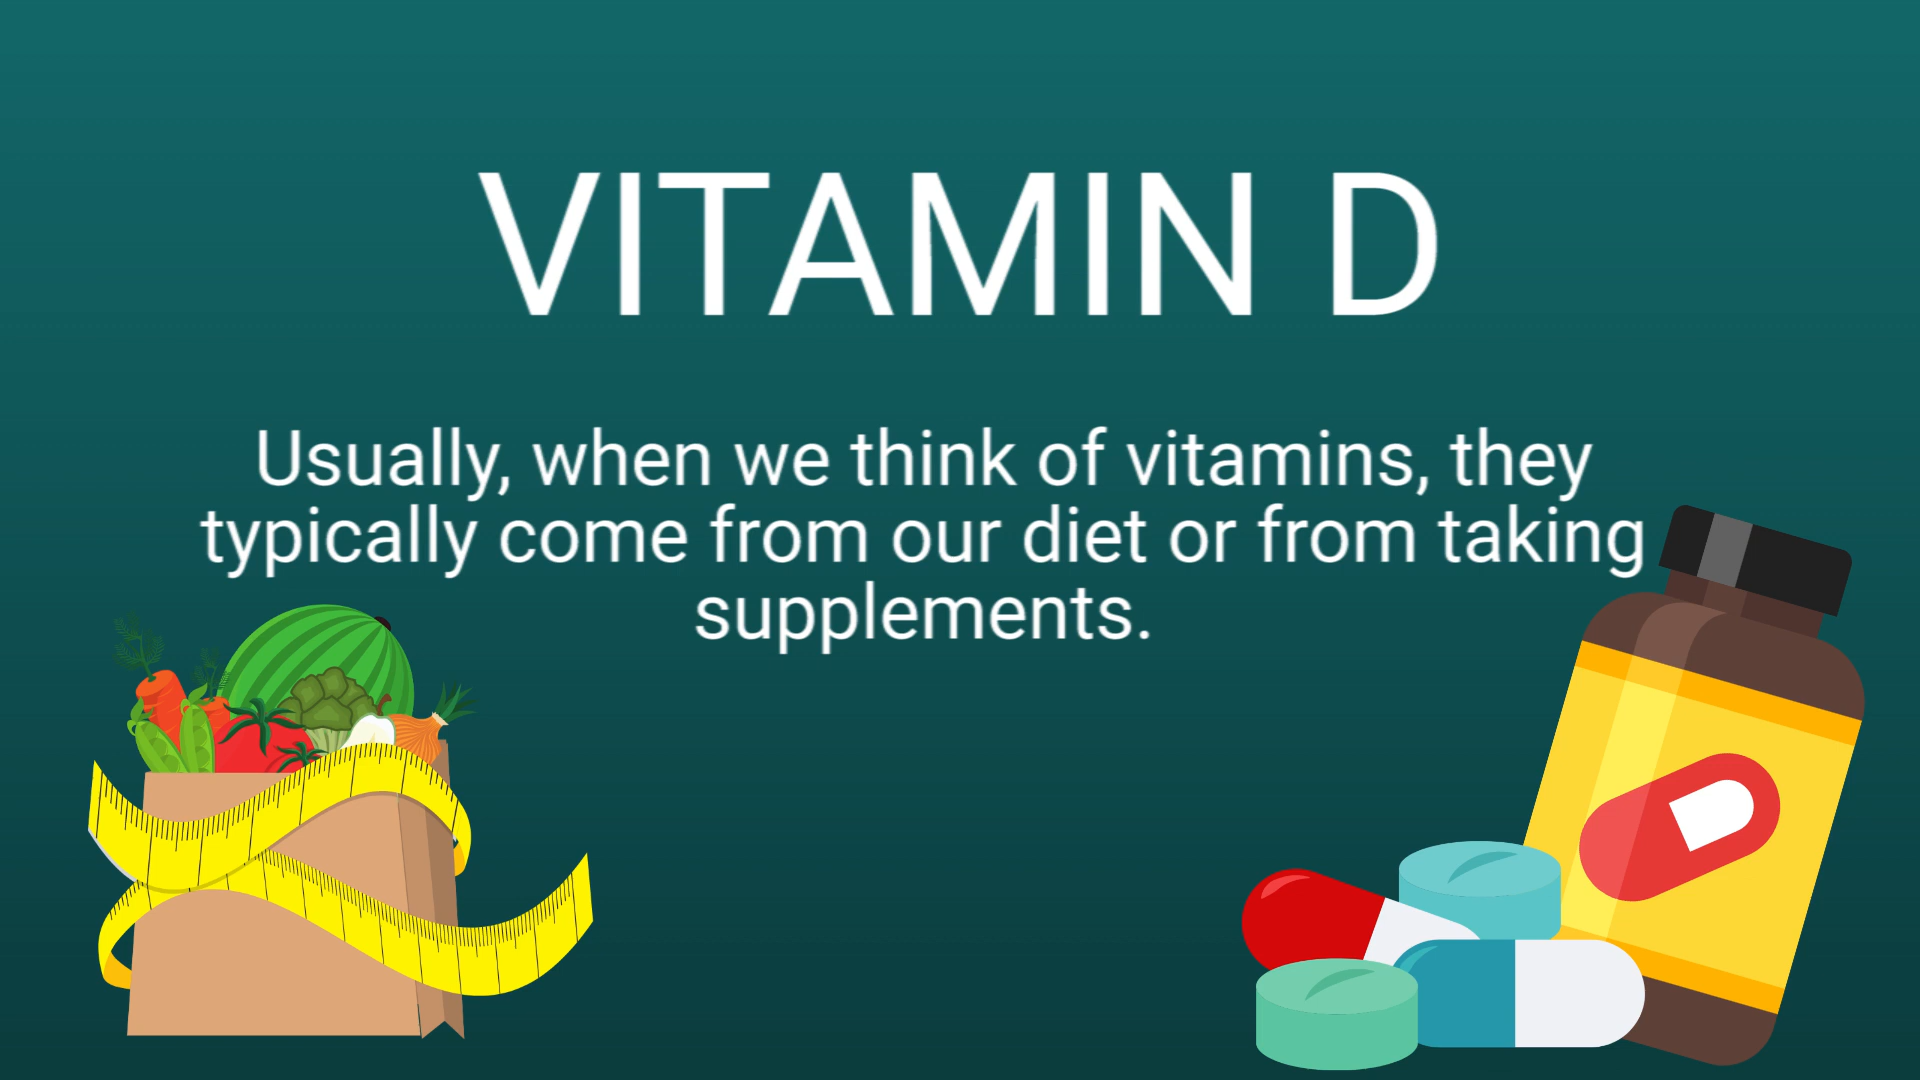 VITAMIN D
Usually, when we think of vitamins, they
typically come from our diet or from taking
supplements.